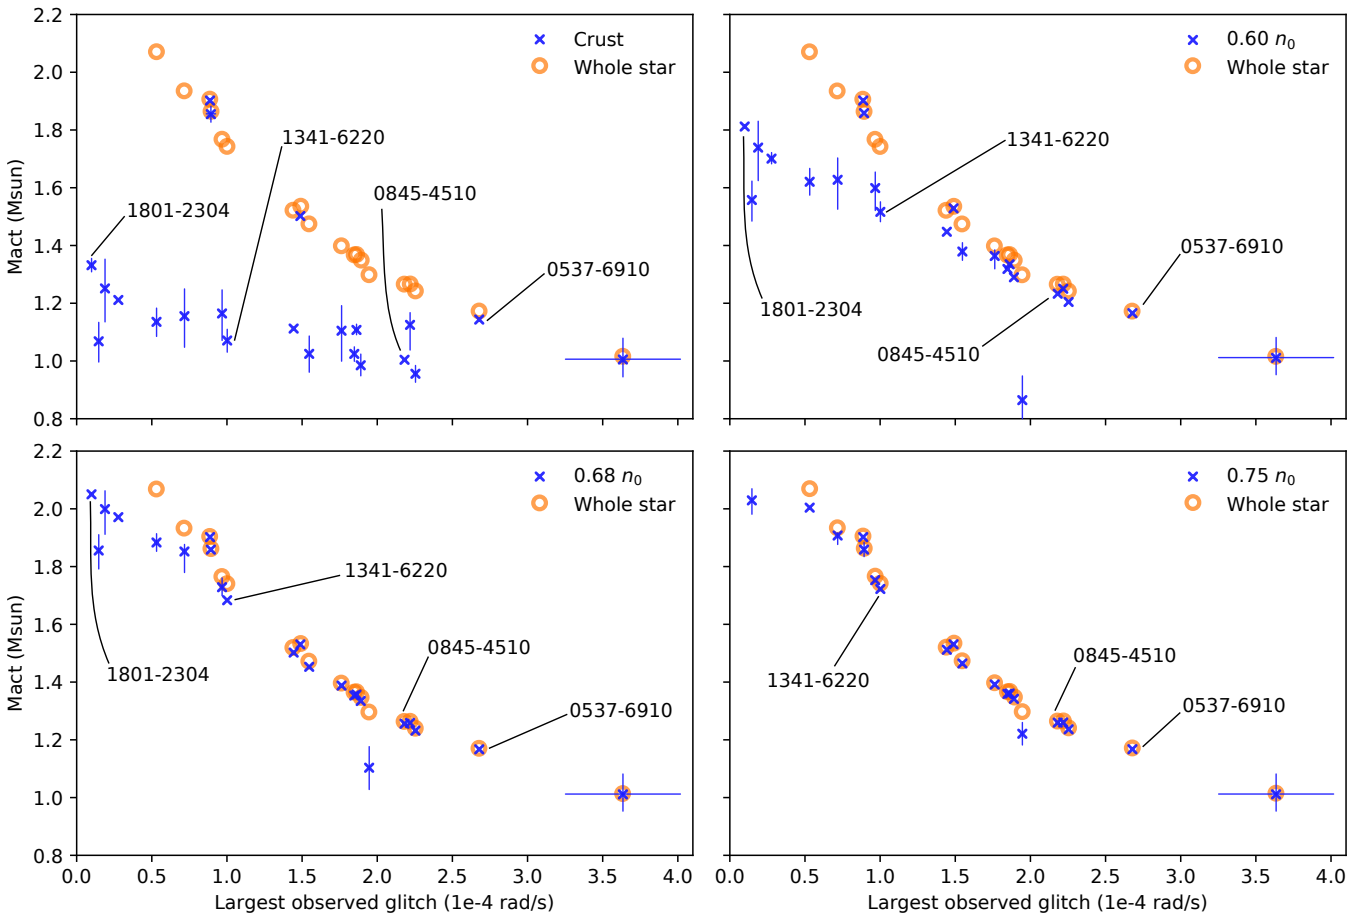 2.2
2.0
1.8
1.6
1.4
1.2
1.0
0.8
Mact (Msun)
Crust
Whole star
1341-6220
0845-4510
1801-2304
0537-6910
0.60 n₀
Whole star
1341-6220
0537-6910
1801-2304
0845-4510
2.2
2.0
1.8
1.6
1.4
1.2
1.0
0.8
Mact (Msun)
0.68 n₀
Whole star
1341-6220
0845-4510
1801-2304
0537-6910
0.0 0.5 1.0 1.5 2.0 2.5 3.0 3.5 4.0
Largest observed glitch (1e-4 rad/s)
0.75 n₀
Whole star
1341-6220
0845-4510
0537-6910
0.0 0.5 1.0 1.5 2.0 2.5 3.0 3.5 4.0
Largest observed glitch (1e-4 rad/s)